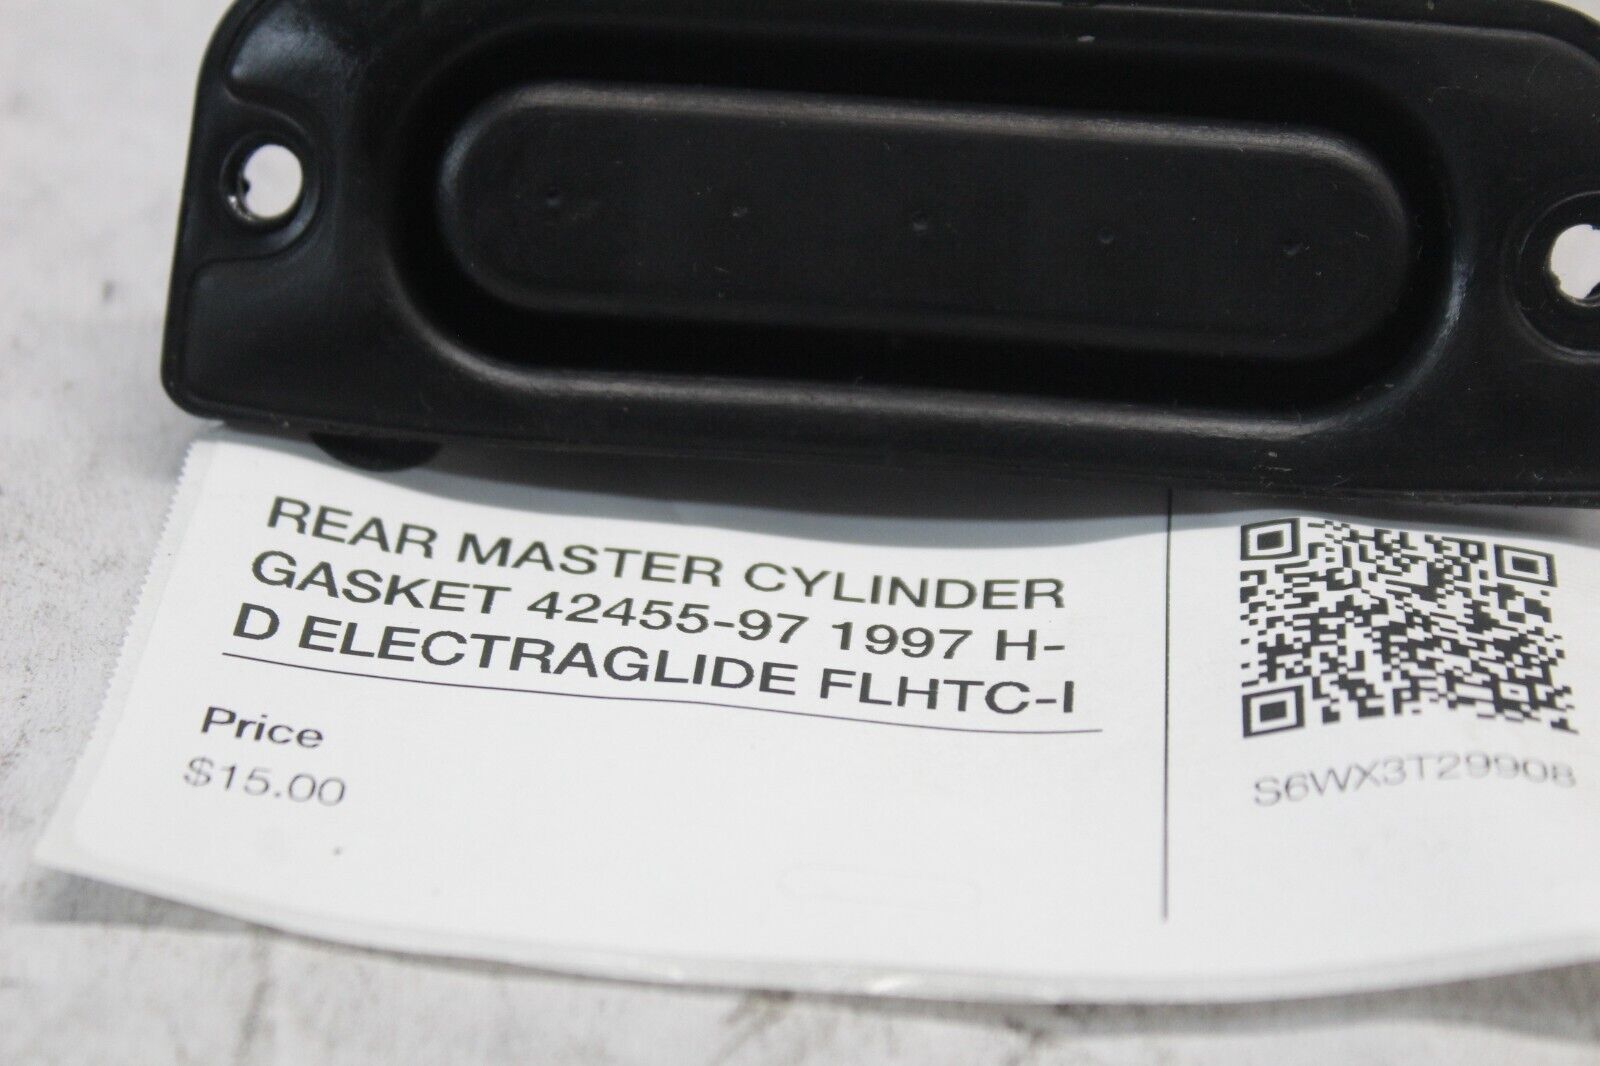 REAR MASTER CYLINDER
GASKET 42455-97 1997 H-
D ELECTRAGLIDE FLHTC-I
Price
$15.00
S6WX3T29908